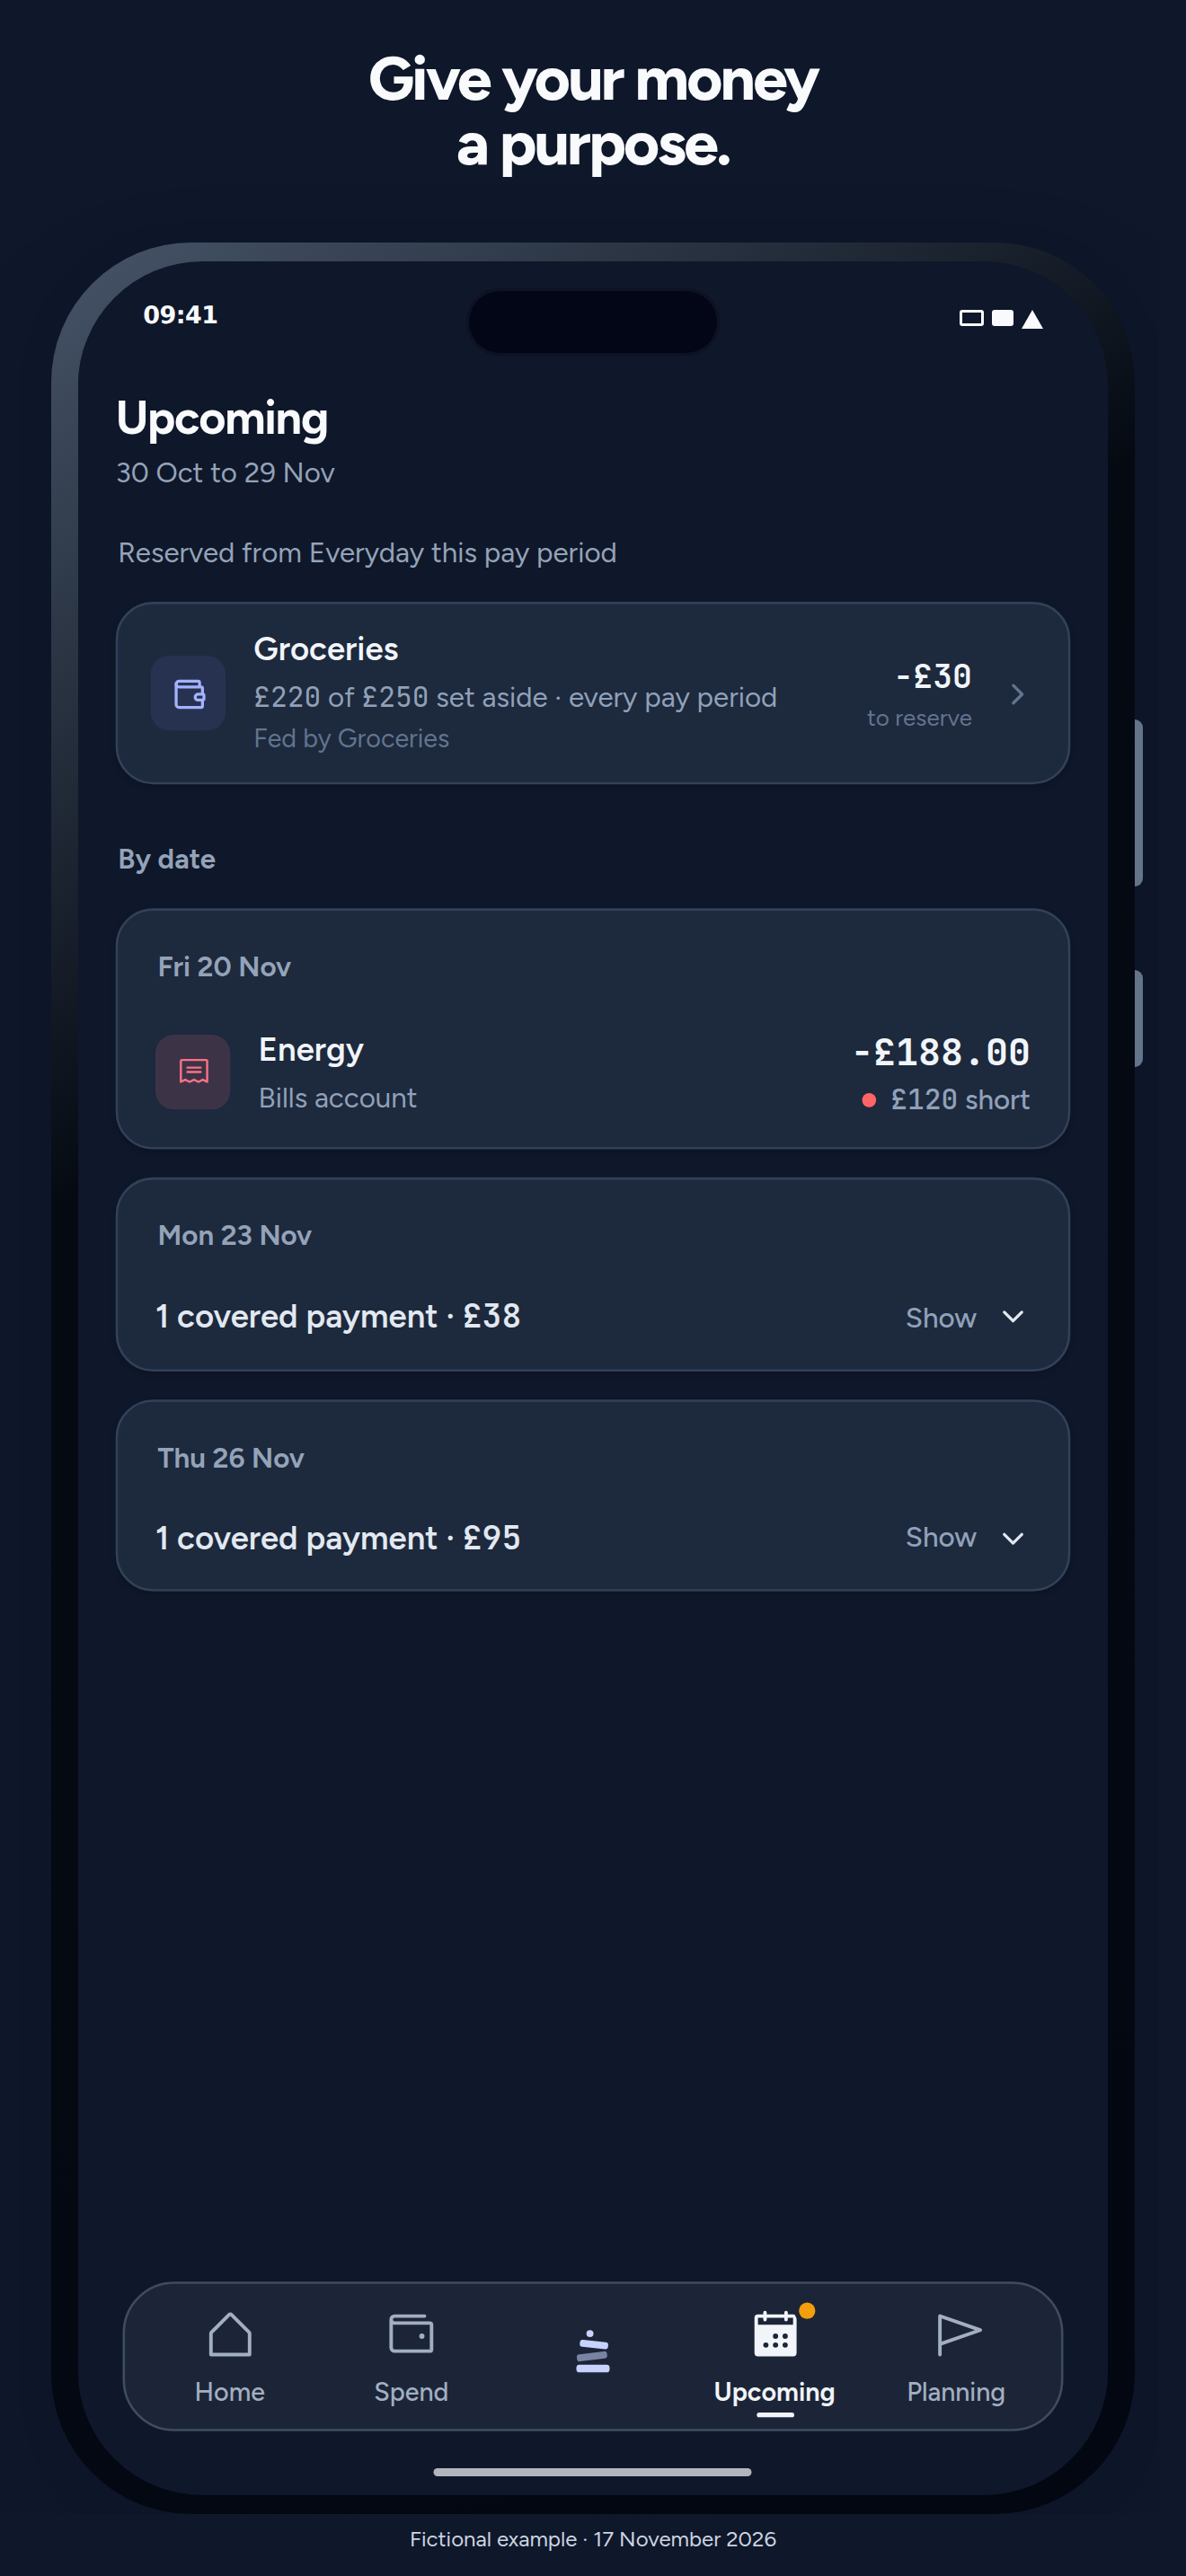 Give your money
a purpose.
09:41
Upcoming
30 Oct to 29 Nov
Reserved from Everyday this pay period
Groceries
£220 of £250 set aside · every pay period
Fed by Groceries
-£30
to reserve
By date
Fri 20 Nov
Energy
Bills account
-£188.00
£120 short
Mon 23 Nov
1 covered payment · £38
Show
Thu 26 Nov
1 covered payment · £95
Show
Home
Spend
Upcoming
Planning
Fictional example · 17 November 2026